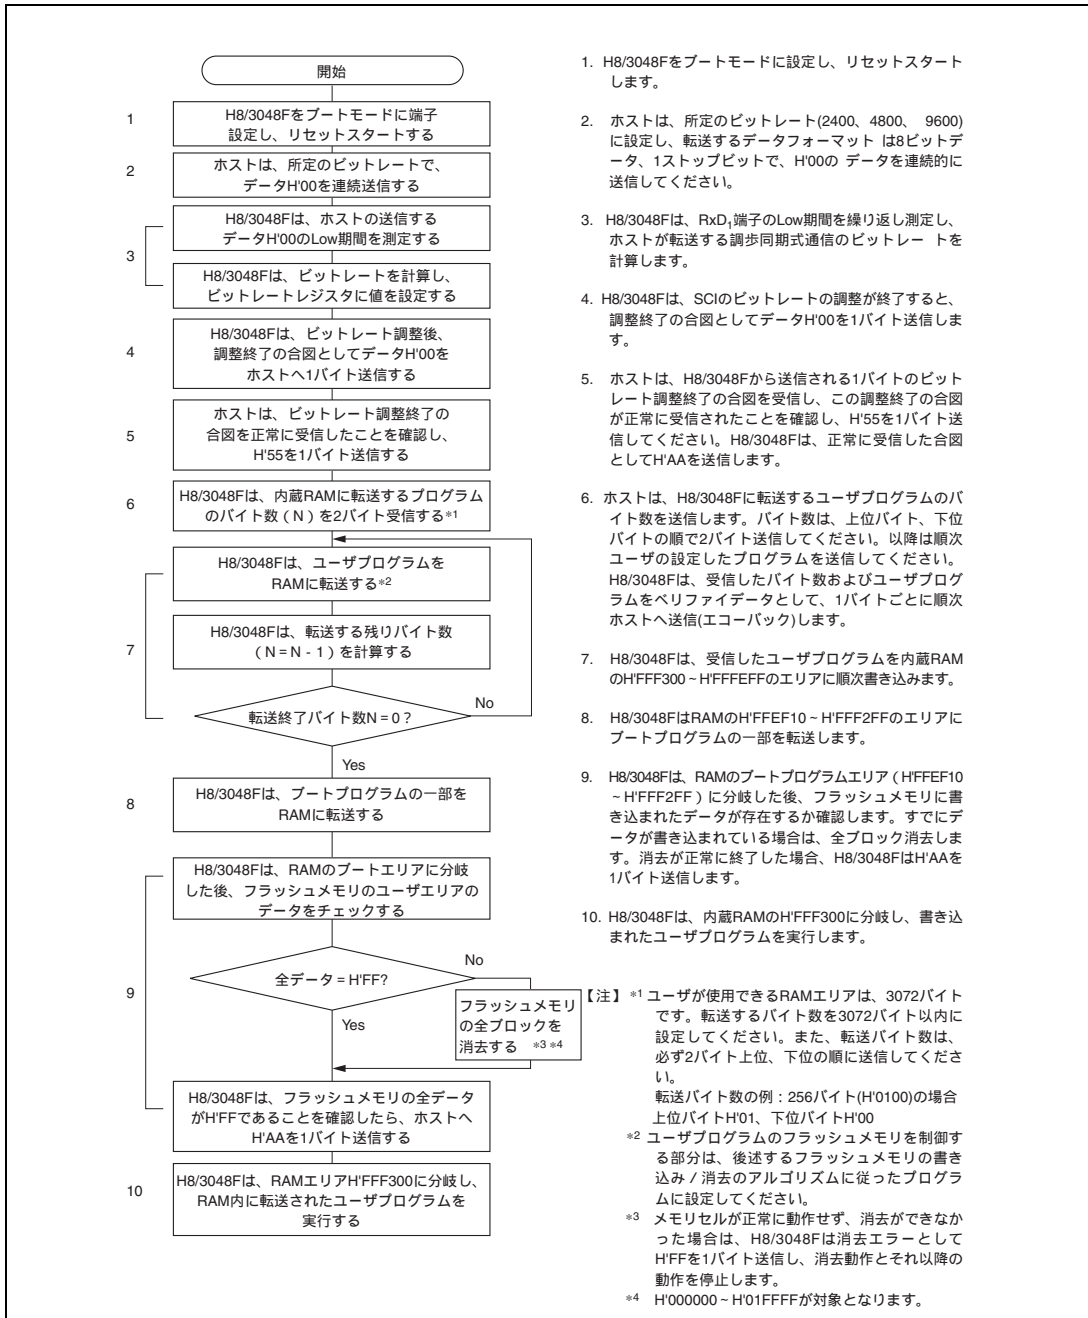 開始
1
H8/3048Fをブートモードに端子
設定し、リセットスタートする
2
ホストは、所定のビットレートで、
データH'00を連続送信する
3
H8/3048Fは、ホストの送信する
データH'00のLow期間を測定する
H8/3048Fは、ビットレートを計算し、
ビットレートレジスタに値を設定する
4
H8/3048Fは、ビットレート調整後、
調整終了の合図としてデータH'00を
ホストへ1バイト送信する
5
ホストは、ビットレート調整終了の
合図を正常に受信したことを確認し、
H'55を1バイト送信する
6
H8/3048Fは、内蔵RAMに転送するプログラム
のバイト数（N）を2バイト受信する*1
7
H8/3048Fは、ユーザプログラムを
RAMに転送する*2
H8/3048Fは、転送する残りバイト数
（N=N - 1）を計算する
転送終了バイト数N = 0？
No
Yes
8
H8/3048Fは、ブートプログラムの一部を
RAMに転送する
9
H8/3048Fは、RAMのブートエリアに分岐
した後、フラッシュメモリのユーザエリアの
データをチェックする
全データ = H'FF?
No
Yes
フラッシュメモリ
の全ブロックを
消去する *3 *4
H8/3048Fは、フラッシュメモリの全データ
がH'FFであることを確認したら、ホストへ
H'AAを1バイト送信する
10
H8/3048Fは、RAMエリアH'FFF300に分岐し、
RAM内に転送されたユーザプログラムを
実行する
1. H8/3048Fをブートモードに設定し、リセットスタート
します。
2. ホストは、所定のビットレート(2400、4800、 9600)
に設定し、転送するデータフォーマット は8ビットデ
ータ、1ストップビットで、H'00の データを連続的に
送信してください。
3. H8/3048Fは、RxD1端子のLow期間を繰り返し測定し、
ホストが転送する調歩同期式通信のビットレー トを
計算します。
4. H8/3048Fは、SCIのビットレートの調整が終了すると、
調整終了の合図としてデータH'00を1バイト送信しま
す。
5. ホストは、H8/3048Fから送信される1バイトのビット
レート調整終了の合図を受信し、この調整終了の合図
が正常に受信されたことを確認し、H'55を1バイト送
信してください。H8/3048Fは、正常に受信した合図
としてH'AAを送信します。
6. ホストは、H8/3048Fに転送するユーザプログラムのバ
イト数を送信します。バイト数は、上位バイト、下位
バイトの順で2バイト送信してください。以降は順次
ユーザの設定したプログラムを送信してください。
H8/3048Fは、受信したバイト数およびユーザプログ
ラムをベリファイデータとして、1バイトごとに順次
ホストへ送信(エコーバック)します。
7. H8/3048Fは、受信したユーザプログラムを内蔵RAM
のH'FFF300～H'FFFEFFのエリアに順次書き込みます。
8. H8/3048FはRAMのH'FFEF10～H'FFF2FFのエリアに
ブートプログラムの一部を転送します。
9. H8/3048Fは、RAMのブートプログラムエリア（H'FFEF10
～H'FFF2FF）に分岐した後、フラッシュメモリに書
き込まれたデータが存在するか確認します。すでにデ
ータが書き込まれている場合は、全ブロック消去しま
す。消去が正常に終了した場合、H8/3048FはH'AAを
1バイト送信します。
10. H8/3048Fは、内蔵RAMのH'FFF300に分岐し、書き込
まれたユーザプログラムを実行します。
【注】 *1 ユーザが使用できるRAMエリアは、3072バイト
です。転送するバイト数を3072バイト以内に
設定してください。また、転送バイト数は、
必ず2バイト上位、下位の順に送信してくださ
い。
転送バイト数の例：256バイト(H'0100)の場合
上位バイトH'01、下位バイトH'00
*2 ユーザプログラムのフラッシュメモリを制御す
る部分は、後述するフラッシュメモリの書き
込み / 消去のアルゴリズムに従ったプログラ
ムに設定してください。
*3 メモリセルが正常に動作せず、消去ができなか
った場合は、H8/3048Fは消去エラーとして
H'FFを1バイト送信し、消去動作とそれ以降の
動作を停止します。
*4 H'000000～H'01FFFFが対象となります。